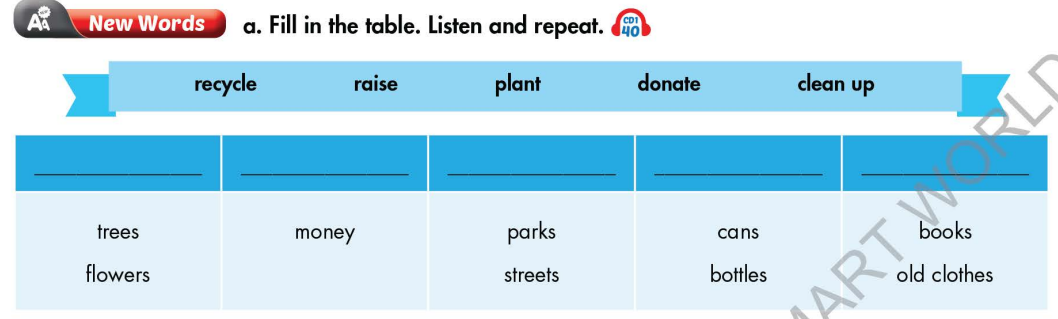 New Words a. Fill in the table. Listen and repeat. CD1 40
recycle raise plant donate clean up
trees money parks cans books
flowers streets bottles old clothes
MART WORLD